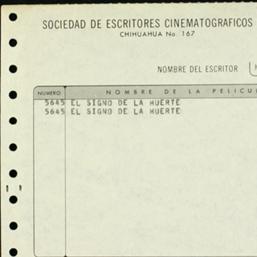 SOCIEDAD DE ESCRITORES CINEMATOGRAFICOS
CHIHUAHUA No. 167
NOMBRE DEL ESCRITOR
NUMERO NOMBRE DE LA PELICUL
5645 EL SIGNO DE LA MUERTE
5645 EL SIGNO DE LA MUERTE